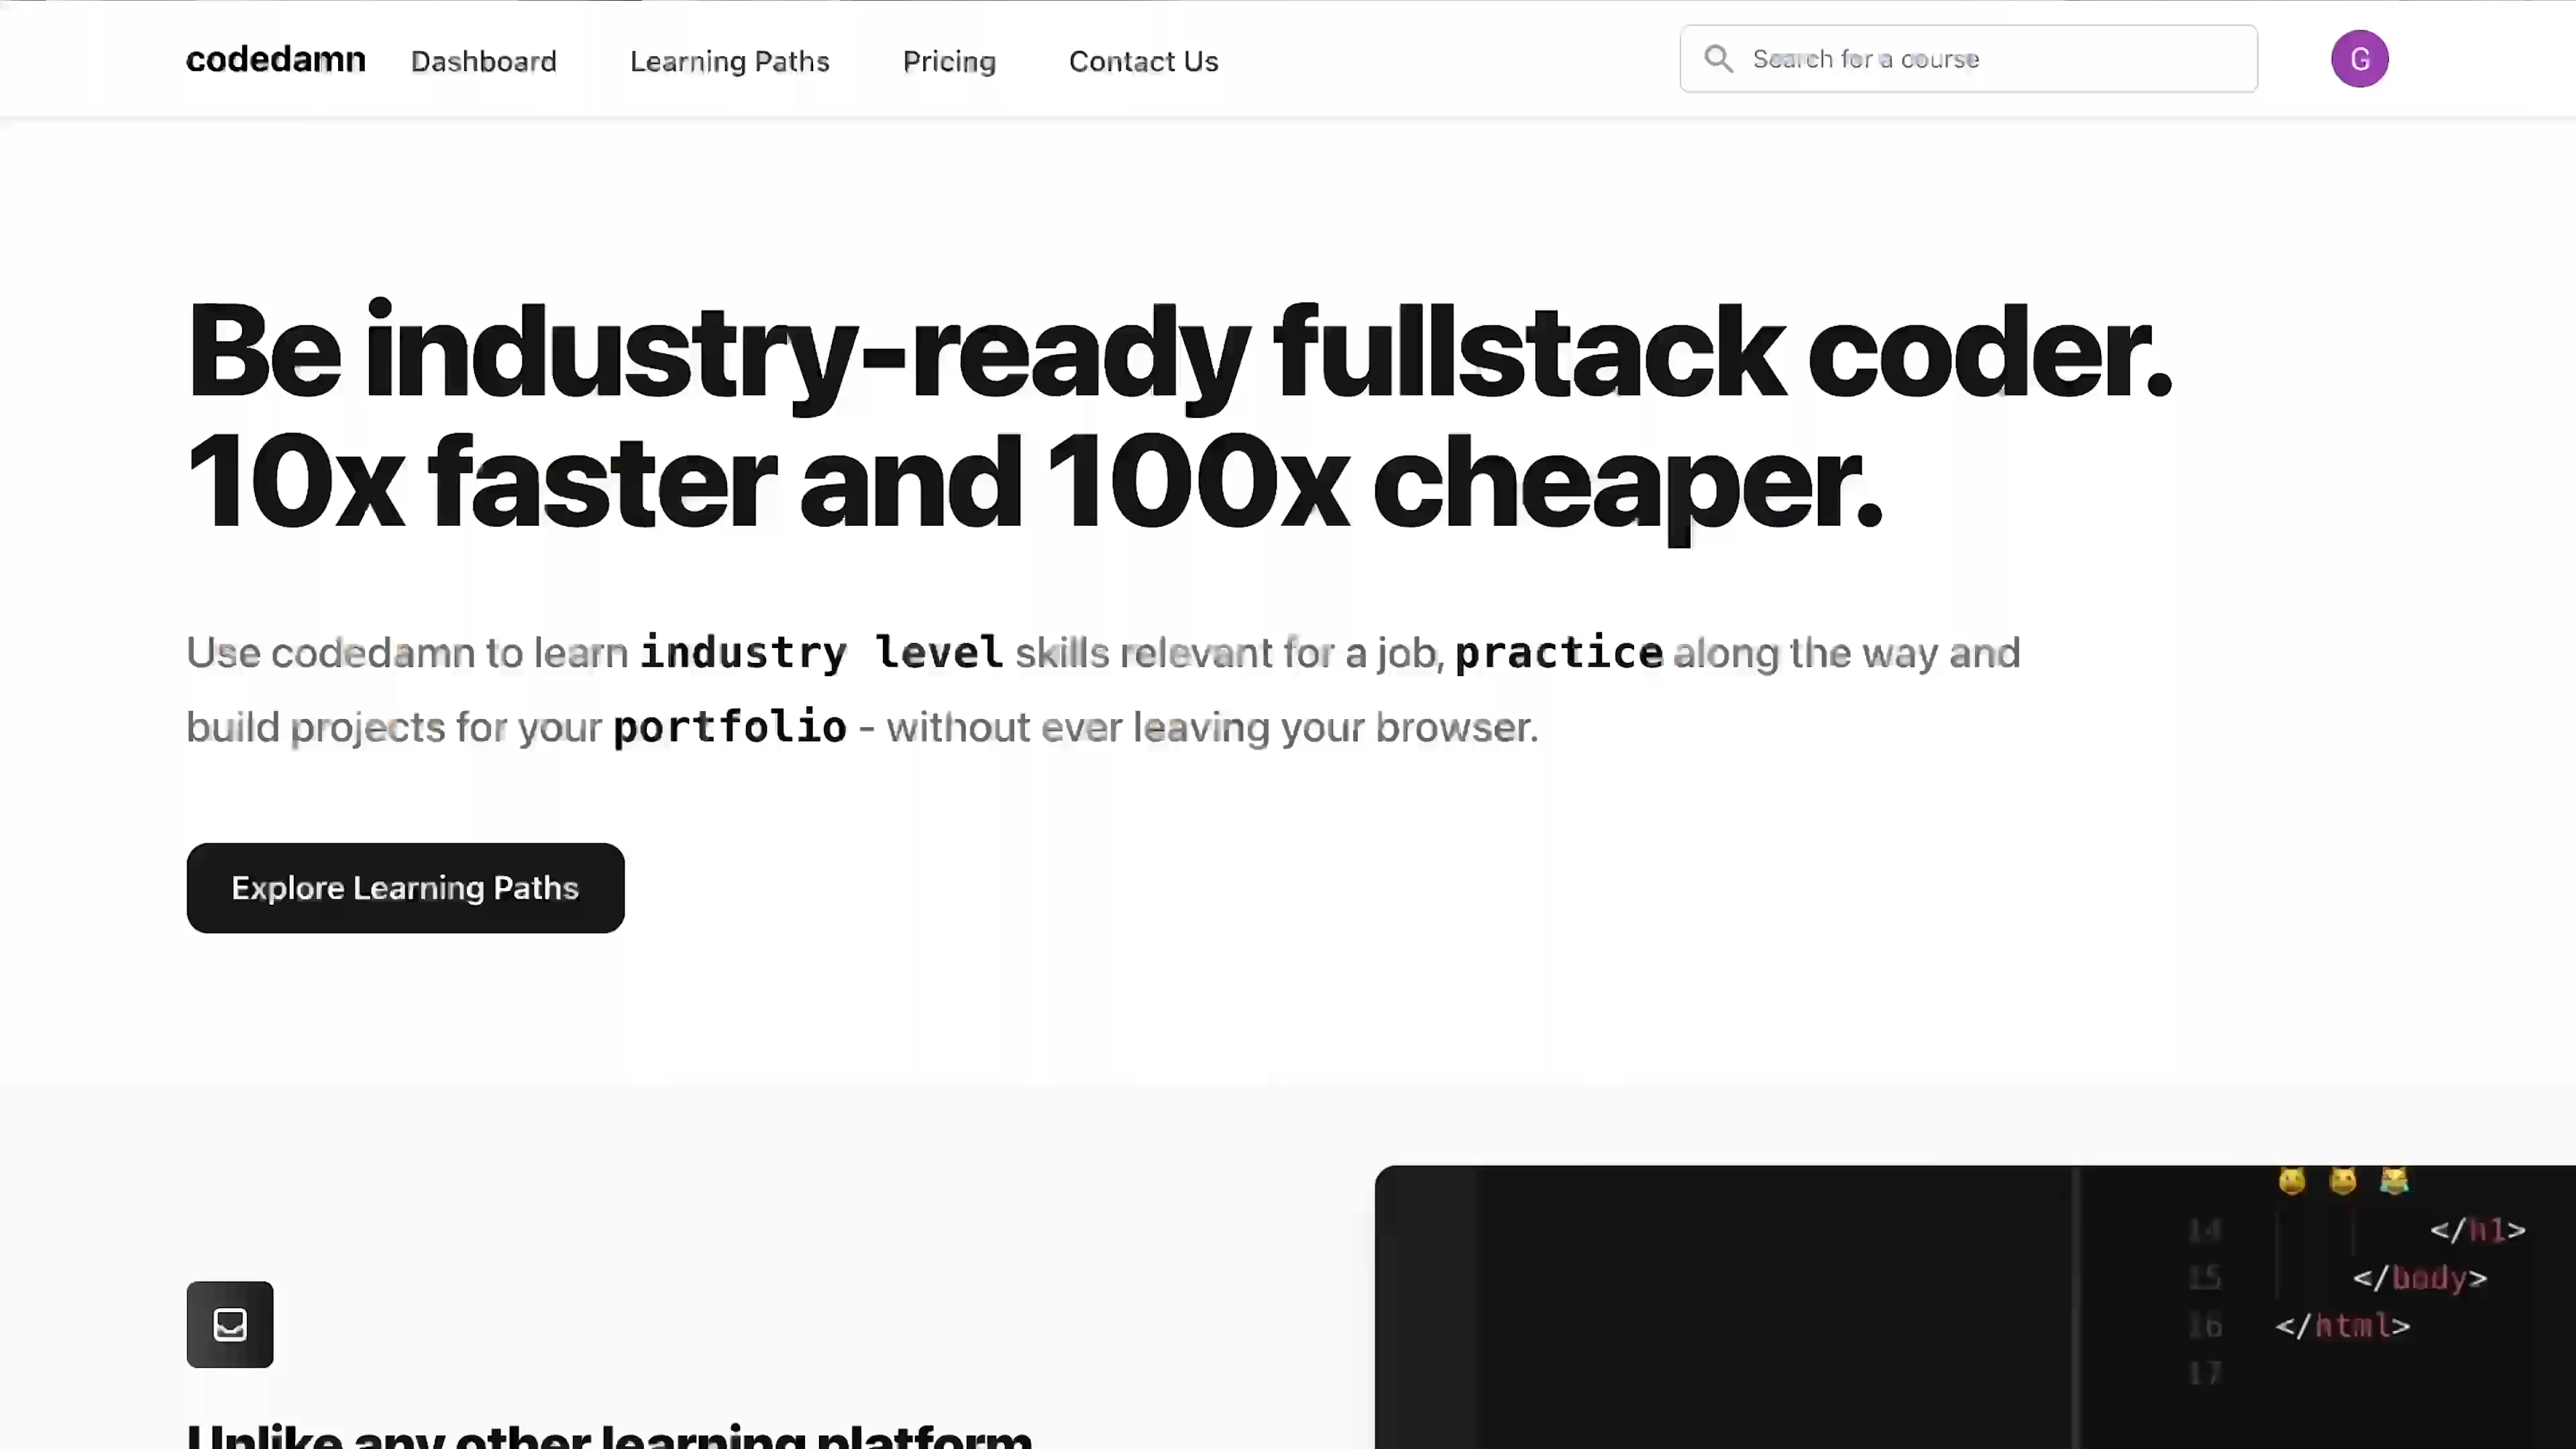 codedamn Dashboard Learning Paths Pricing Contact Us Search for a course G
Be industry-ready fullstack coder.
10x faster and 100x cheaper.
Use codedamn to learn industry level skills relevant for a job, practice along the way and
build projects for your portfolio - without ever leaving your browser.
Explore Learning Paths
14 </h1>
15 </body>
16 </html>
17
Unlike any other learning platform